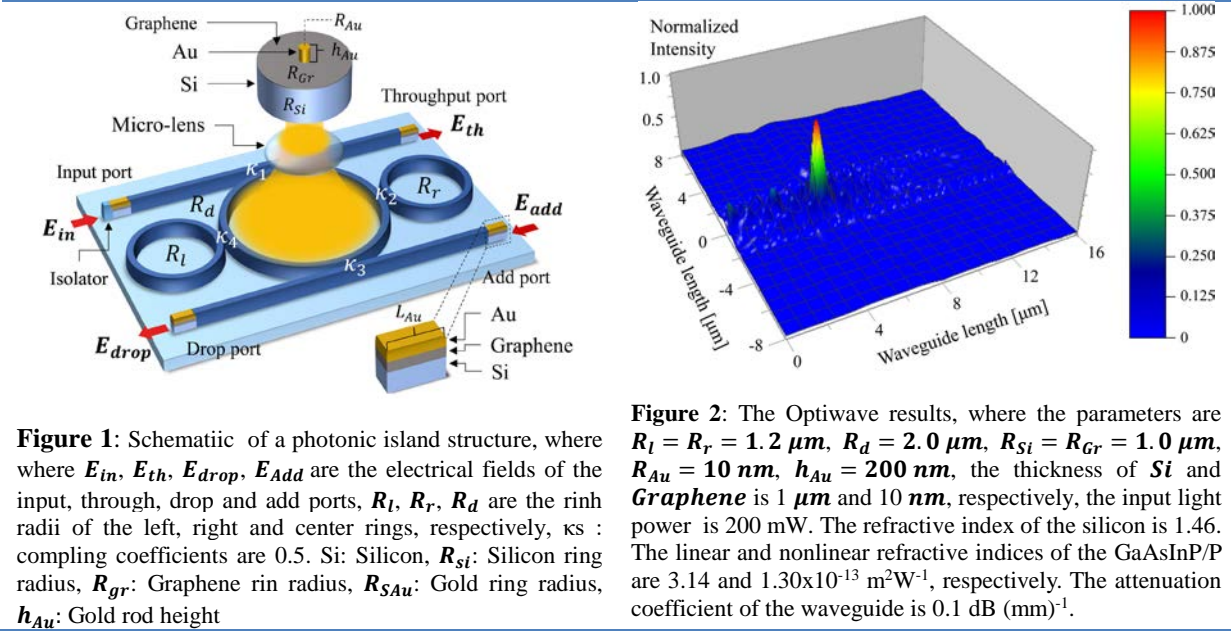 Graphene
R_Au
Au
h_Au
Si
R_Gr
R_Si
Throughput port
Micro-lens
E_th
κ_1
Input port
κ_2
R_r
R_d
E_add
E_in
κ_4
R_l
κ_3
Isolator
Add port
L_Au
Au
E_drop
Drop port
Graphene
Si
Figure 1: Schematiic of a photonic island structure, where
where E_in, E_th, E_drop, E_Add are the electrical fields of the
input, through, drop and add ports, R_l, R_r, R_d are the rinh
radii of the left, right and center rings, respectively, κs :
compling coefficients are 0.5. Si: Silicon, R_si: Silicon ring
radius, R_gr: Graphene rin radius, R_SAu: Gold ring radius,
h_Au: Gold rod height
Normalized
Intensity
1.0
0.5
8
4
0
-4
-8
Waveguide length [μm]
0
4
8
12
16
Waveguide length [μm]
1.000
0.875
0.750
0.625
0.500
0.375
0.250
0.125
0
Figure 2: The Optiwave results, where the parameters are
R_l = R_r = 1.2 μm, R_d = 2.0 μm, R_Si = R_Gr = 1.0 μm,
R_Au = 10 nm, h_Au = 200 nm, the thickness of Si and
Graphene is 1 μm and 10 nm, respectively, the input light
power is 200 mW. The refractive index of the silicon is 1.46.
The linear and nonlinear refractive indices of the GaAsInP/P
are 3.14 and 1.30x10⁻¹³ m²W⁻¹, respectively. The attenuation
coefficient of the waveguide is 0.1 dB (mm)⁻¹.